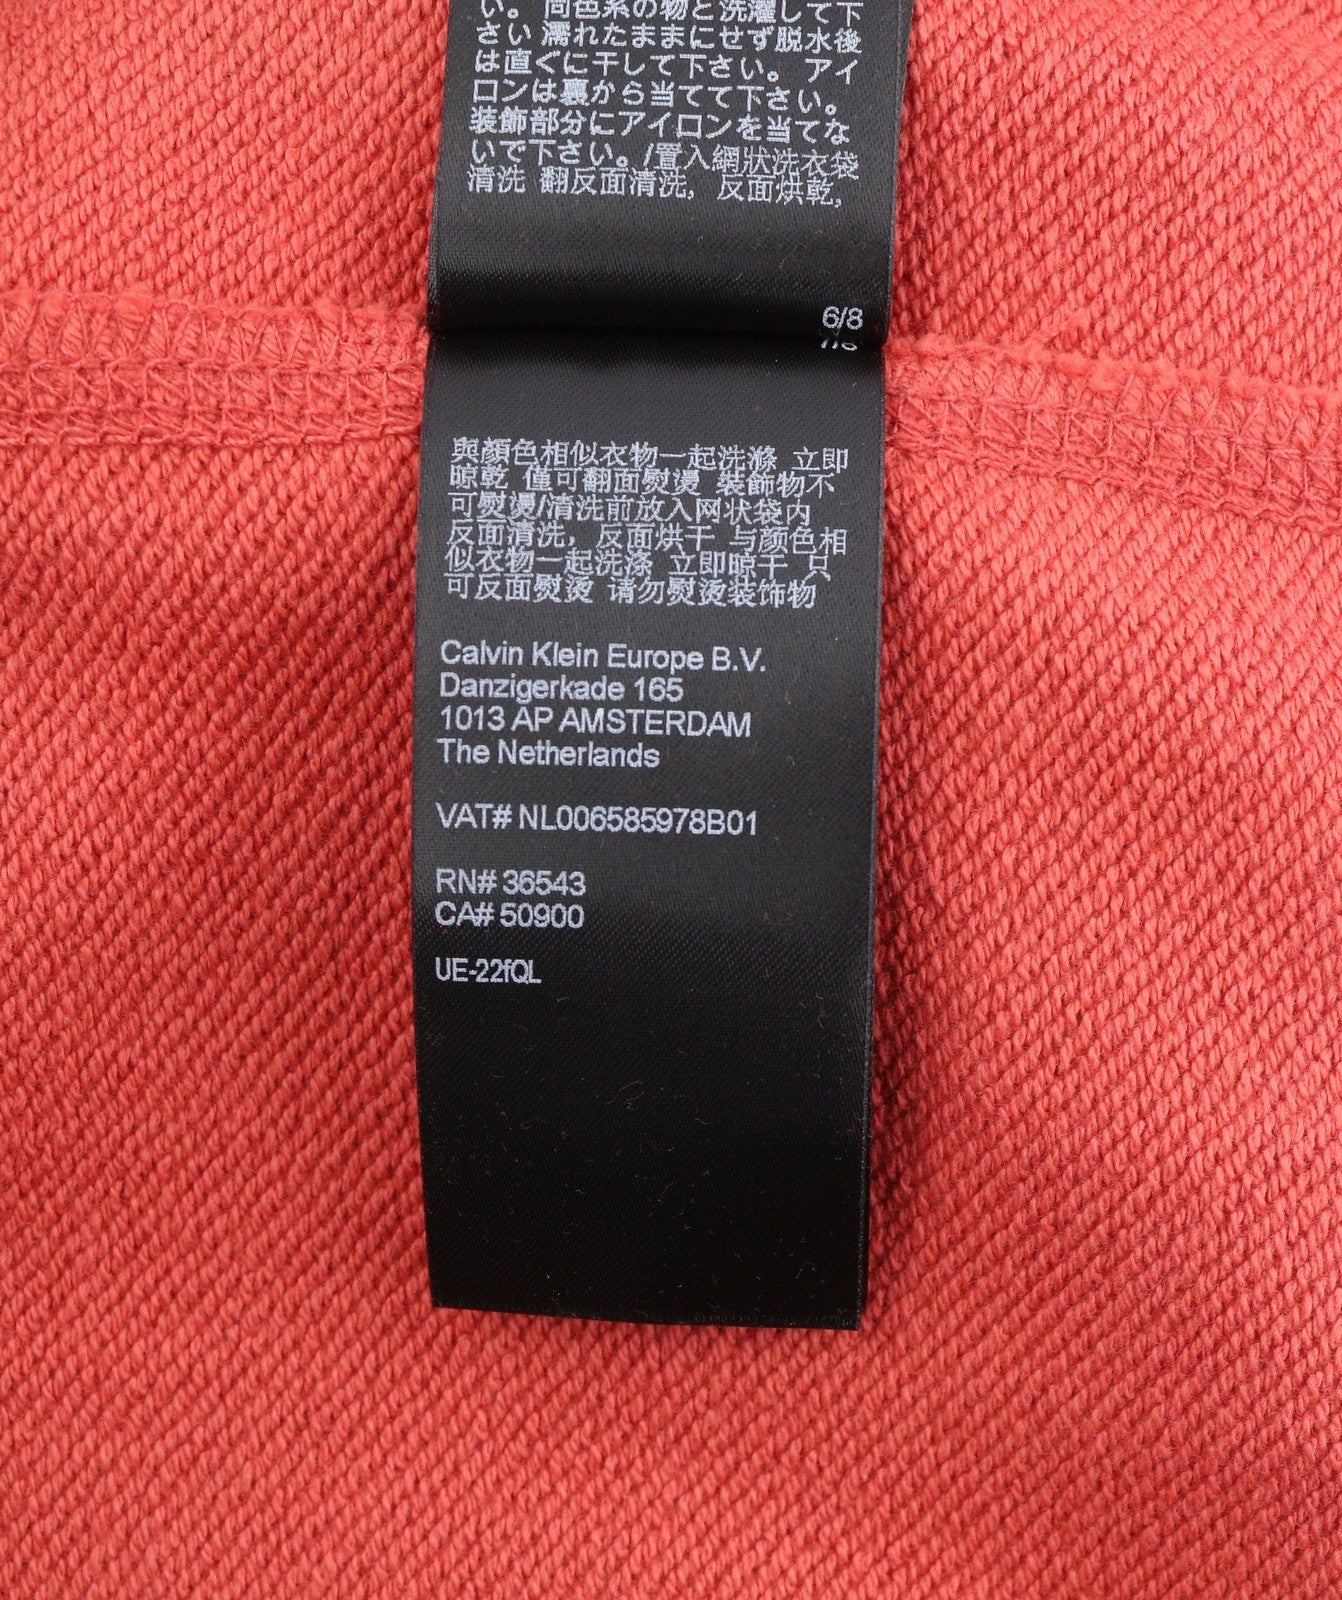 い。 同色系の物と洗濯して下
さい 濡れたままにせず脱水後
は直ぐに干して下さい。 アイ
ロンは裏から当てて下さい。
装飾部分にアイロンを当てな
いで下さい。/置入網狀洗衣袋
清洗 翻反面清洗, 反面烘乾,
6/8
7/8
與顏色相似衣物一起洗滌 立即
晾乾 僅可翻面熨燙 裝飾物不
可熨燙/清洗前放入网状袋内
反面清洗, 反面烘干 与颜色相
似衣物一起洗涤 立即晾干 只
可反面熨烫 请勿熨烫装饰物
Calvin Klein Europe B.V.
Danzigerkade 165
1013 AP AMSTERDAM
The Netherlands
VAT# NL006585978B01
RN# 36543
CA# 50900
UE-22fQL